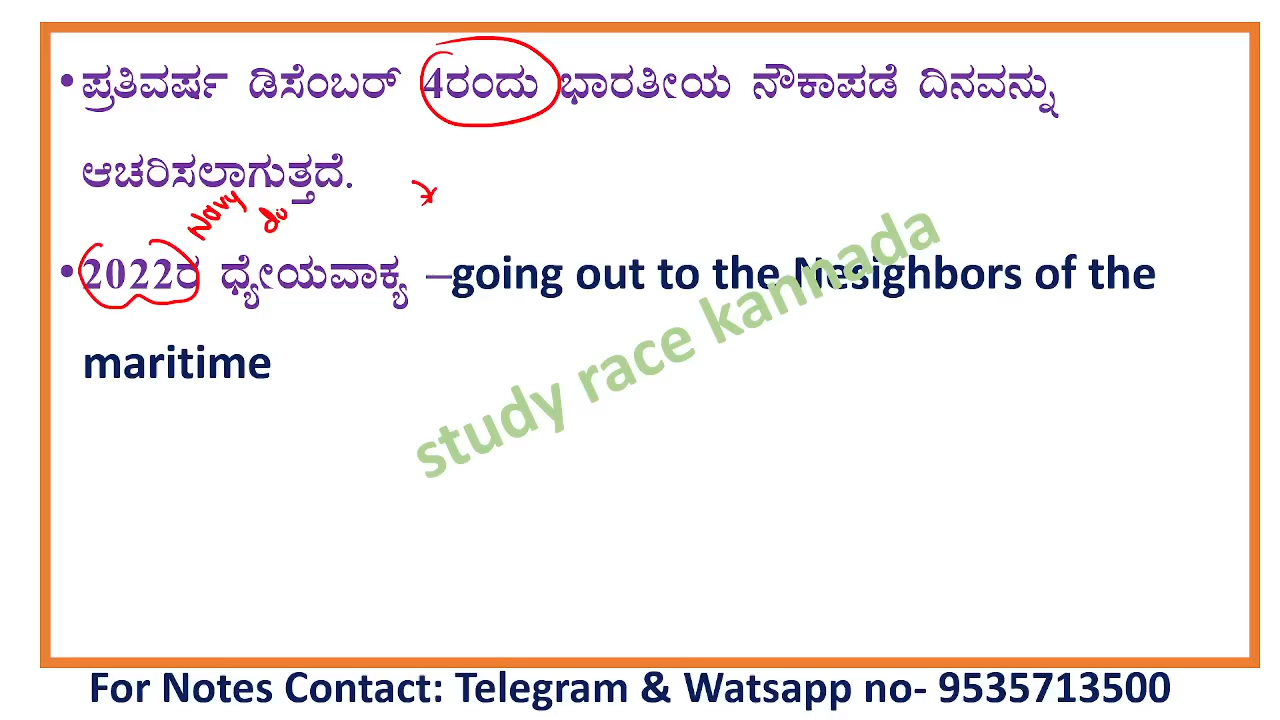 •ಪ್ರತಿವರ್ಷ ಡಿಸೆಂಬರ್ 4ರಂದು ಭಾರತೀಯ ನೌಕಾಪಡೆ ದಿನವನ್ನು
ಆಚರಿಸಲಾಗುತ್ತದೆ.
Navy
•2022ರ ಧ್ಯೇಯವಾಕ್ಯ –going out to the Nesighbors of the
maritime
study race kannada
For Notes Contact: Telegram & Watsapp no- 9535713500